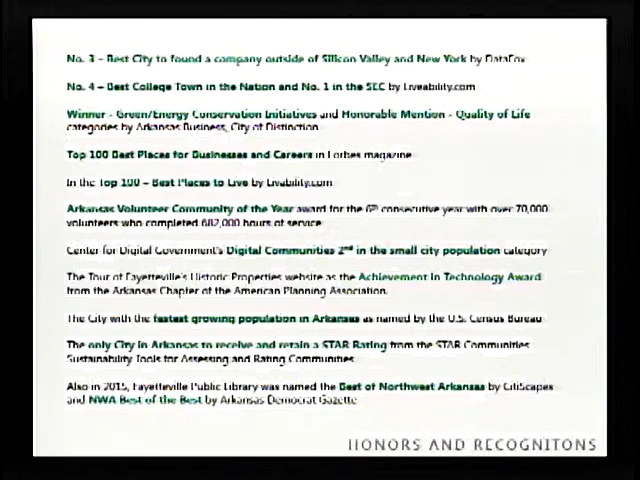 No. 3 – Best City to found a company outside of Silicon Valley and New York by DataFox
No. 4 – Best College Town in the Nation and No. 1 in the SEC by Liveability.com
Winner - Green/Energy Conservation Initiatives and Honorable Mention - Quality of Life
categories by Arkansas Business, City of Distinction
Top 100 Best Places for Businesses and Careers in Forbes magazine
In the Top 100 – Best Places to Live by Livability.com
Arkansas Volunteer Community of the Year award for the 6th consecutive year with over 70,000
volunteers who completed 682,000 hours of service
Center for Digital Government's Digital Communities 2nd in the small city population category
The Tour of Fayetteville's Historic Properties website as the Achievement in Technology Award
from the Arkansas Chapter of the American Planning Association.
The City with the fastest growing population in Arkansas as named by the U.S. Census Bureau
The only City in Arkansas to receive and retain a STAR Rating from the STAR Communities
Sustainability Tools for Assessing and Rating Communities
Also in 2015, Fayetteville Public Library was named the Best of Northwest Arkansas by CitiScapes
and NWA Best of the Best by Arkansas Democrat Gazette
HONORS AND RECOGNITONS